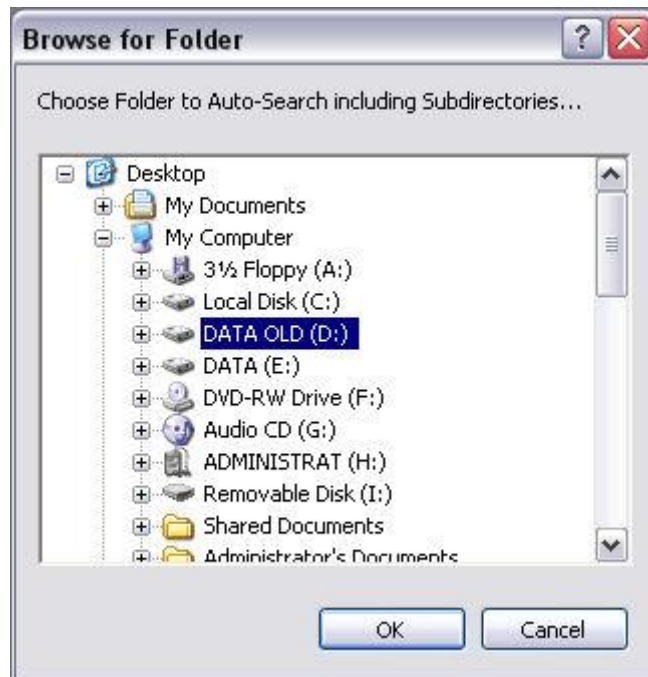 Browse for Folder
Choose Folder to Auto-Search including Subdirectories...
Desktop
My Documents
My Computer
3½ Floppy (A:)
Local Disk (C:)
DATA OLD (D:)
DATA (E:)
DVD-RW Drive (F:)
Audio CD (G:)
ADMINISTRAT (H:)
Removable Disk (I:)
Shared Documents
Administrator's Documents
OK Cancel